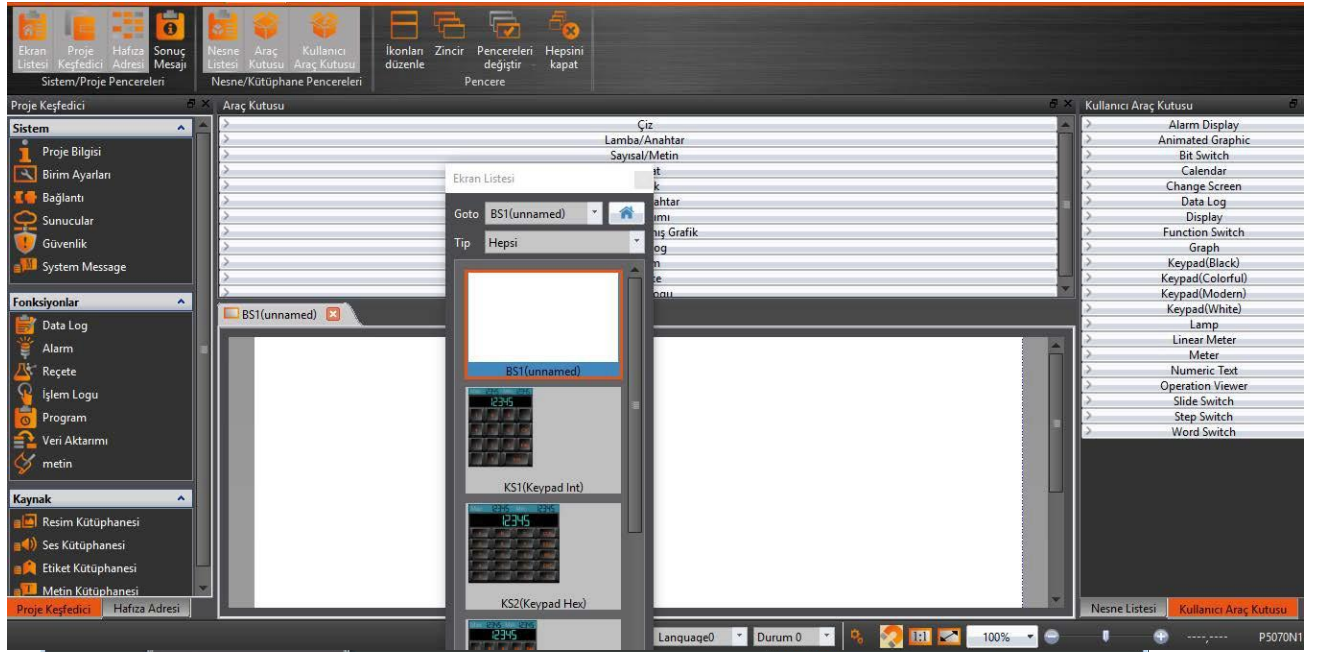 Ekran Listesi
Proje Keşfedici
Hafıza Adresi
Sonuç Mesajı
Nesne Listesi
Araç Kutusu
Kullanıcı Araç Kutusu
İkonları düzenle
Zincir
Pencereleri değiştir
Hepsini kapat
Sistem/Proje Pencereleri
Nesne/Kütüphane Pencereleri
Pencere
Proje Keşfedici
Sistem
Proje Bilgisi
Birim Ayarları
Bağlantı
Sunucular
Güvenlik
System Message
Fonksiyonlar
Data Log
Alarm
Reçete
İşlem Logu
Program
Veri Aktarımı
metin
Kaynak
Resim Kütüphanesi
Ses Kütüphanesi
Etiket Kütüphanesi
Metin Kütüphanesi
Proje Keşfedici
Hafıza Adresi
Araç Kutusu
Çiz
Lamba/Anahtar
Sayısal/Metin
Grafik
BS1(unnamed)
Ekran Listesi
Goto BS1(unnamed)
Tip Hepsi
BS1(unnamed)
12345
KS1(Keypad Int)
12345
KS2(Keypad Hex)
12345
Kullanıcı Araç Kutusu
Alarm Display
Animated Graphic
Bit Switch
Calendar
Change Screen
Data Log
Display
Function Switch
Graph
Keypad(Black)
Keypad(Colorful)
Keypad(Modern)
Keypad(White)
Lamp
Linear Meter
Meter
Numeric Text
Operation Viewer
Slide Switch
Step Switch
Word Switch
Nesne Listesi
Kullanıcı Araç Kutusu
Lanquaqe0
Durum 0
1:1
100%
----,----
P5070N1